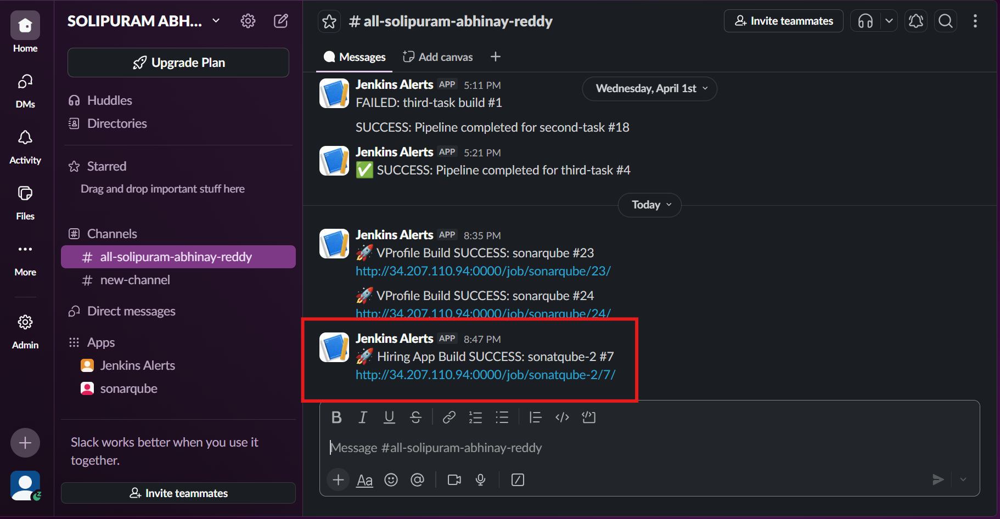 Home
DMs
Activity
Files
More
Admin
SOLIPURAM ABH...
Upgrade Plan
Huddles
Directories
Starred
Drag and drop important stuff here
Channels
# all-solipuram-abhinay-reddy
# new-channel
Direct messages
Apps
Jenkins Alerts
sonarqube
Slack works better when you use it
together.
Invite teammates
# all-solipuram-abhinay-reddy
Invite teammates
Messages
Add canvas
Wednesday, April 1st
Jenkins Alerts APP 5:11 PM
FAILED: third-task build #1
SUCCESS: Pipeline completed for second-task #18
Jenkins Alerts APP 5:21 PM
✅ SUCCESS: Pipeline completed for third-task #4
Today
Jenkins Alerts APP 8:35 PM
🚀 VProfile Build SUCCESS: sonarqube #23
http://34.207.110.94:0000/job/sonarqube/23/
🚀 VProfile Build SUCCESS: sonarqube #24
http://34.207.110.94:0000/job/sonarqube/24/
Jenkins Alerts APP 8:47 PM
🚀 Hiring App Build SUCCESS: sonatqube-2 #7
http://34.207.110.94:0000/job/sonatqube-2/7/
B I U S
Message #all-solipuram-abhinay-reddy
Aa